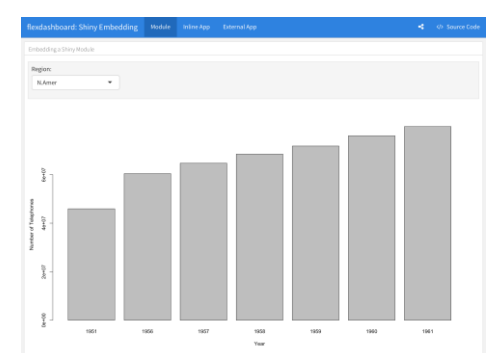 flexdashboard: Shiny Embedding Module Inline App External App </> Source Code
Embedding a Shiny Module
Region:
N.Amer
6e+07
4e+07
2e+07
0e+00
Number of Telephones
1951 1956 1957 1958 1959 1960 1961
Year